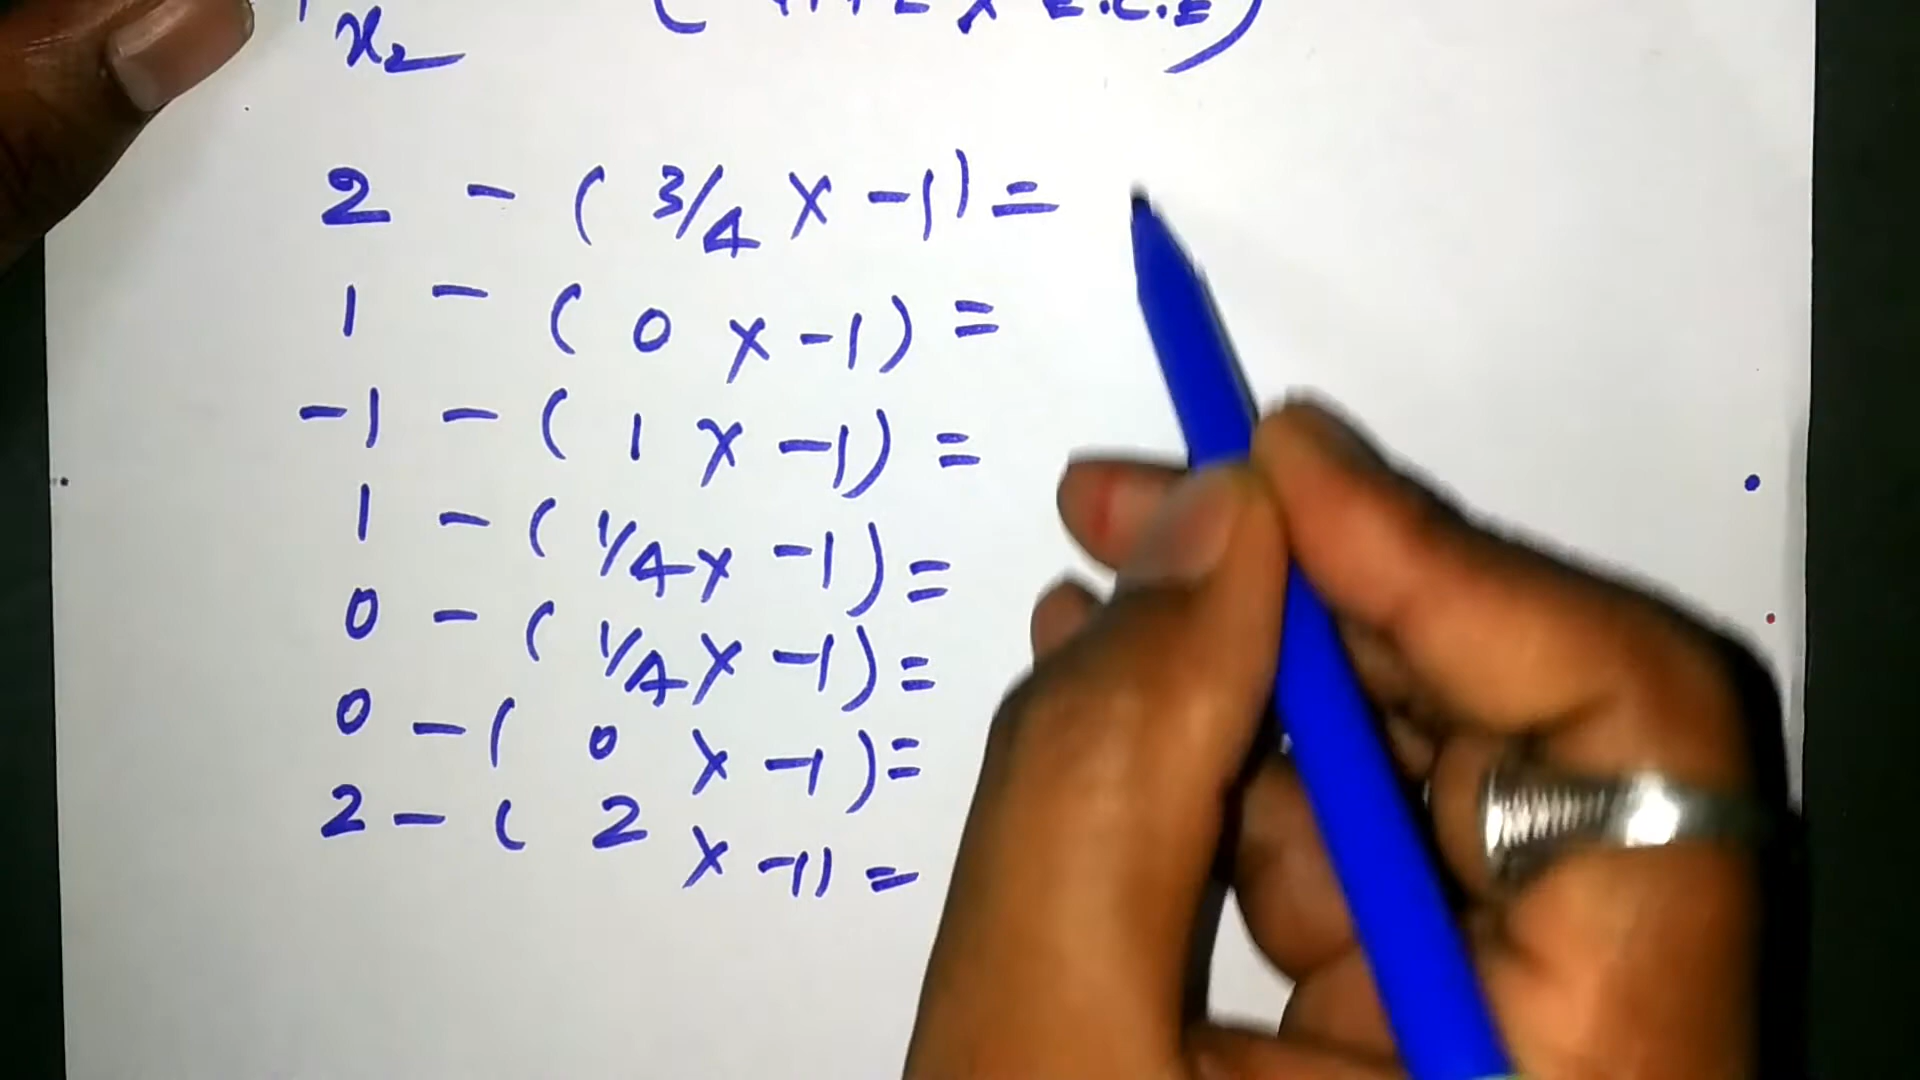 x₂
2 - ( 3/4 x -1) =
1 - ( 0 x -1) =
-1 - ( 1 x -1) =
1 - ( 1/4 x -1) =
0 - ( 1/4 x -1) =
0 - ( 0 x -1) =
2 - ( 2 x -1) =